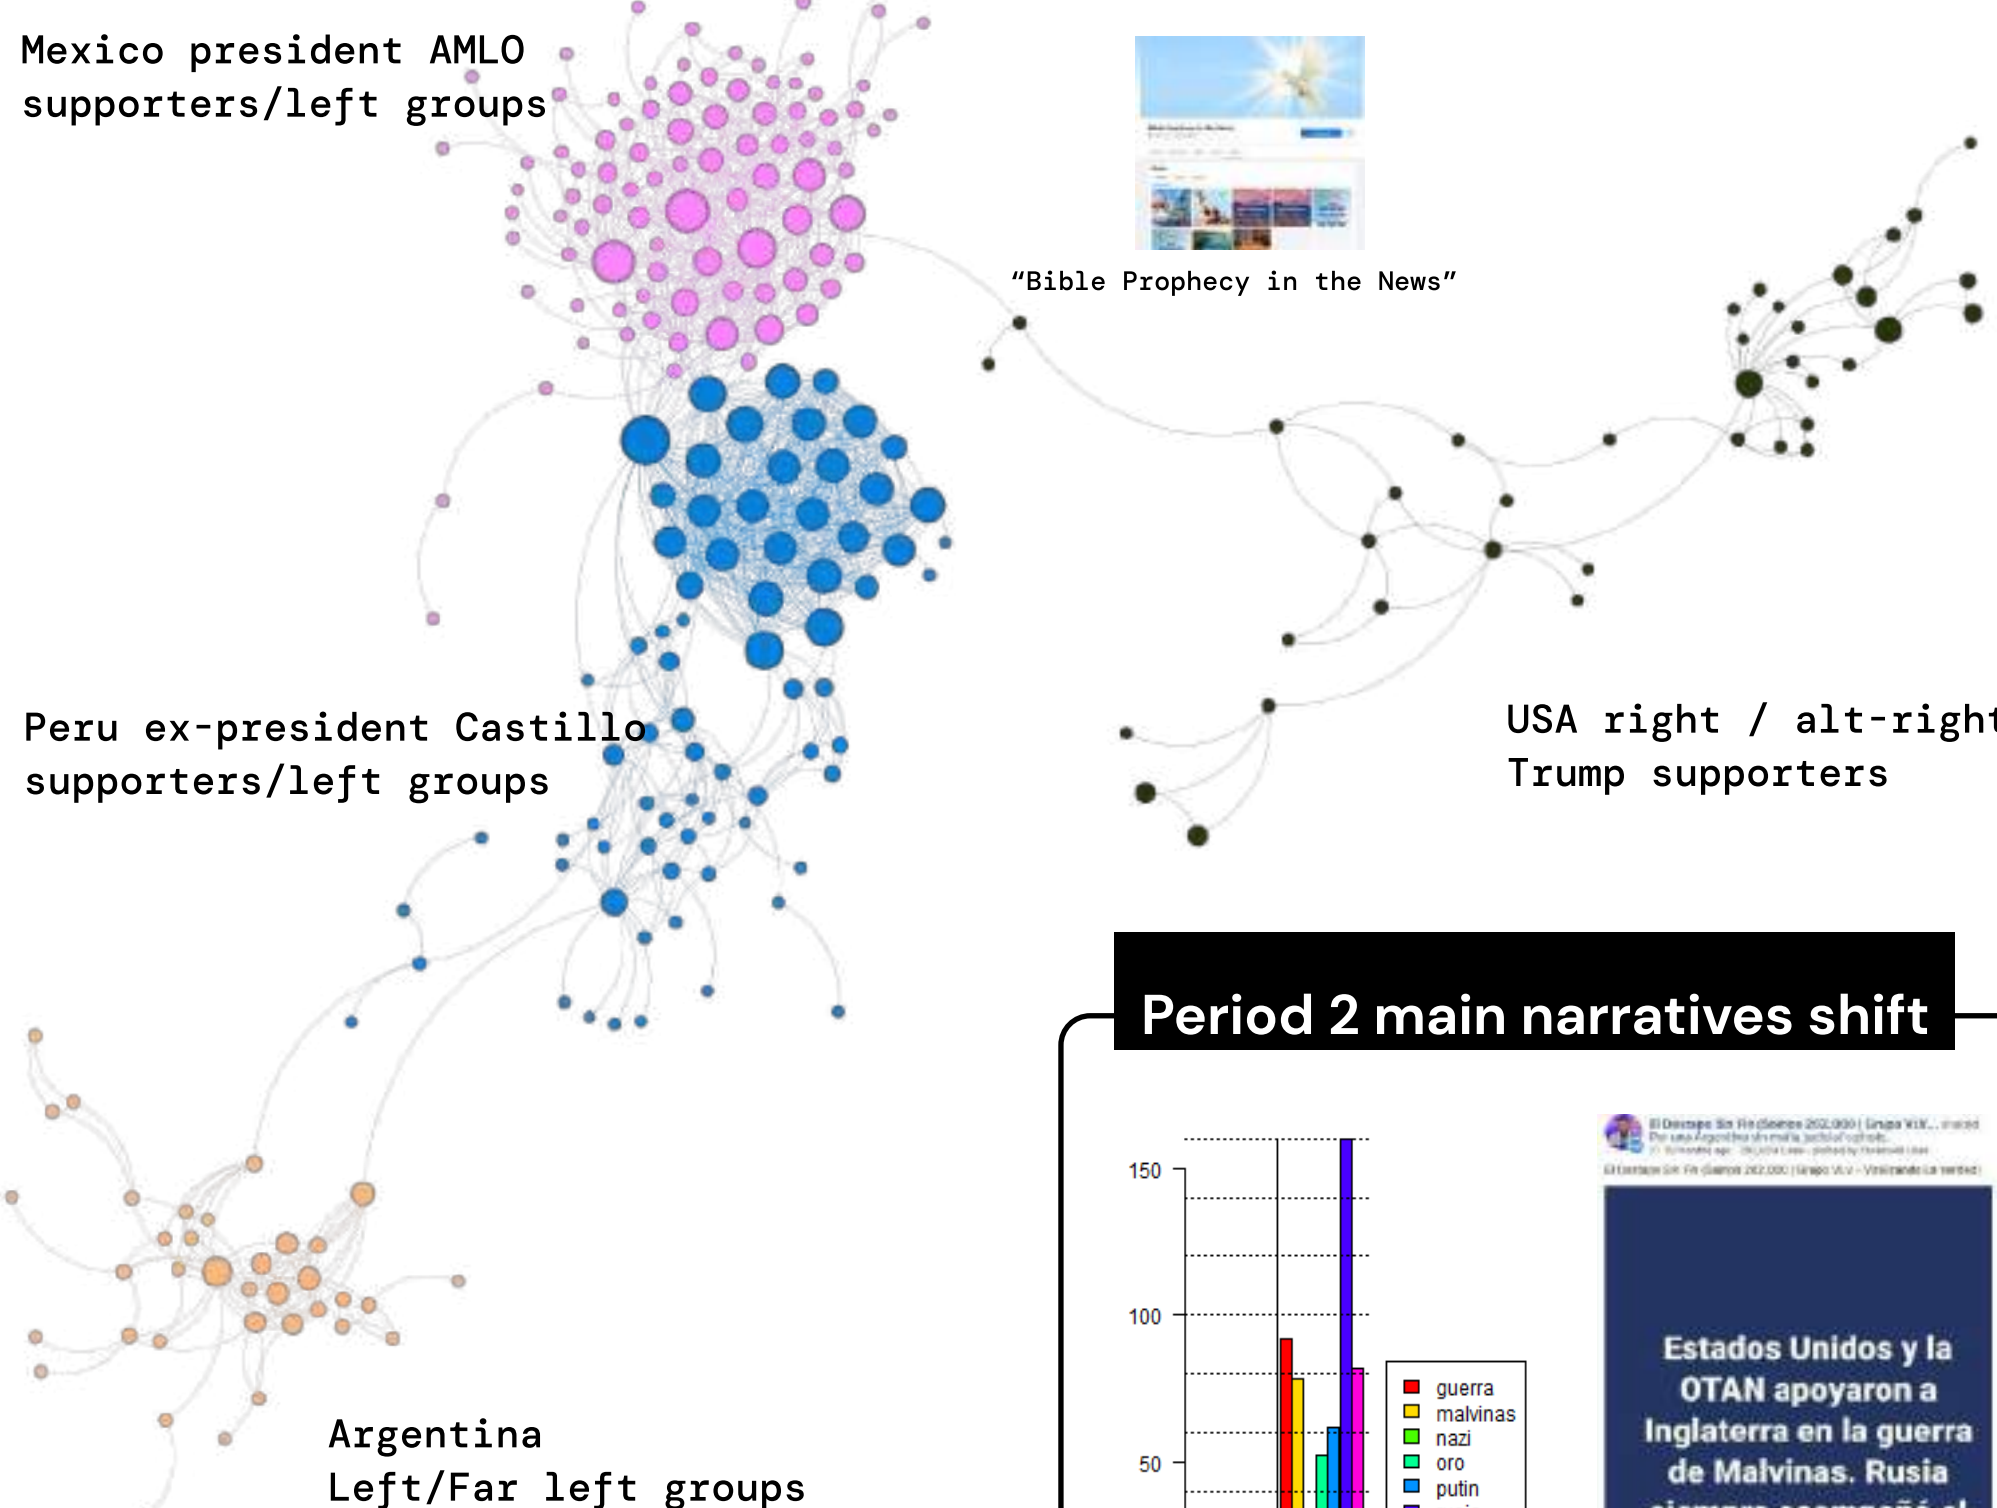 Mexico president AMLO
supporters/left groups
“Bible Prophecy in the News”
Peru ex-president Castillo
supporters/left groups
USA right / alt-right
Trump supporters
Period 2 main narratives shift
150
100
50
guerra
malvinas
nazi
oro
putin
Estados Unidos y la
OTAN apoyaron a
Inglaterra en la guerra
de Malvinas. Rusia
Argentina
Left/Far left groups